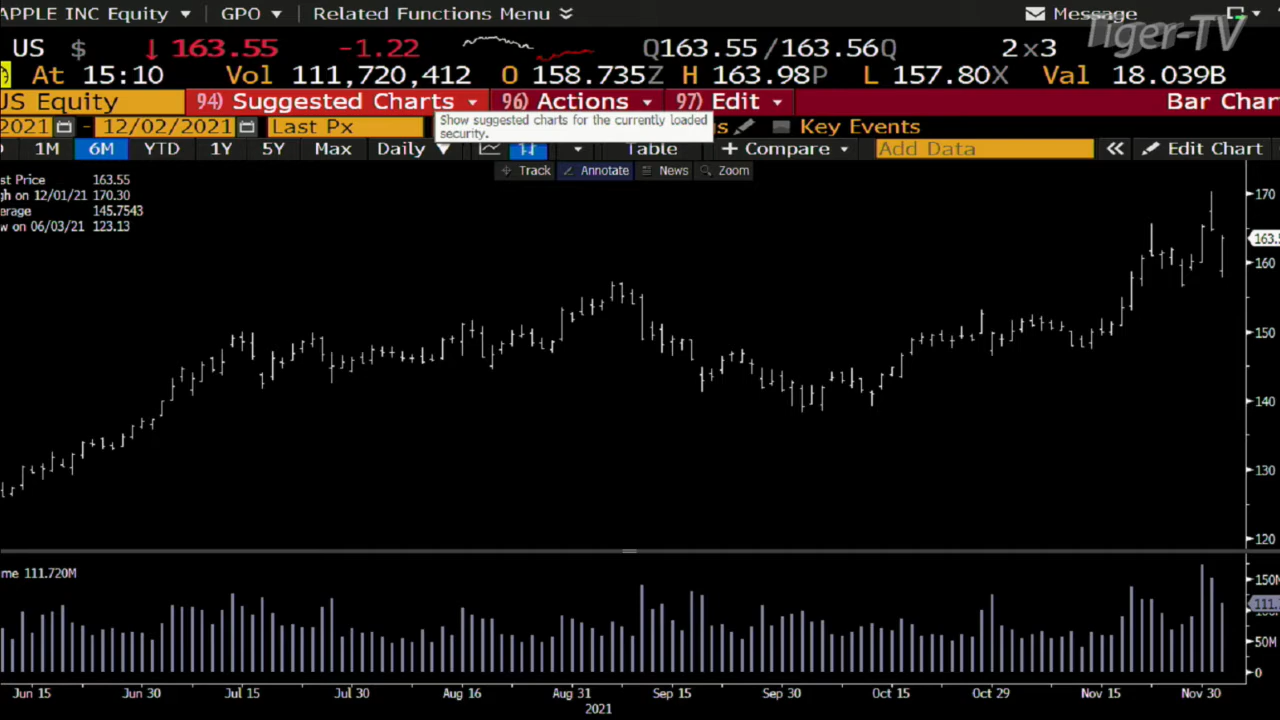 APPLE INC Equity GPO Related Functions Menu Message
Tiger-TV
US $ 163.55 -1.22 Q163.55 / 163.56Q 2x3
At 15:10 Vol 111,720,412 O 158.735Z H 163.98P L 157.80X Val 18.039B
US Equity 94) Suggested Charts 96) Actions 97) Edit Bar Char
2021 - 12/02/2021 Last Px Key Events
Show suggested charts for the currently loaded
security.
1M 6M YTD 1Y 5Y Max Daily Table + Compare Add Data « Edit Chart
Track Annotate News Zoom
st Price 163.55
gh on 12/01/21 170.30
erage 145.7543
w on 06/03/21 123.13
170
163.5
160
150
140
130
120
me 111.720M
150M
111.
50M
0
Jun 15 Jun 30 Jul 15 Jul 30 Aug 16 Aug 31 Sep 15 Sep 30 Oct 15 Oct 29 Nov 15 Nov 30
2021